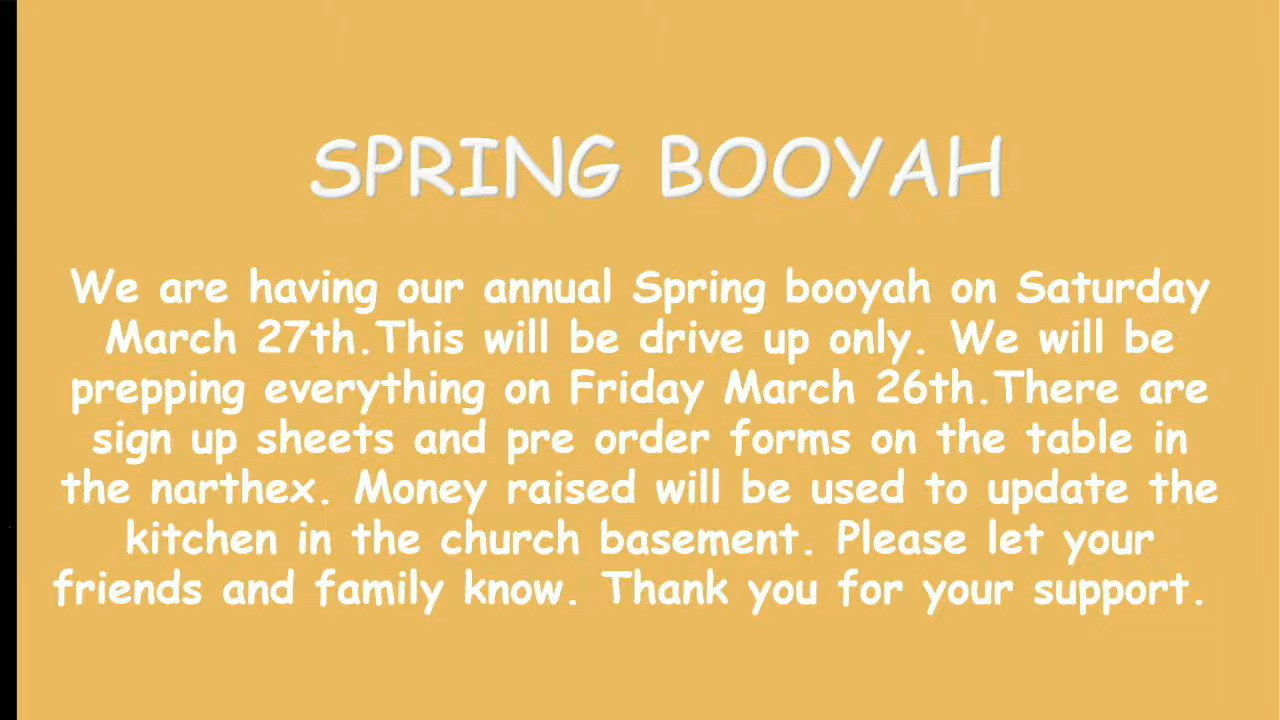 SPRING BOOYAH
We are having our annual Spring booyah on Saturday
March 27th.This will be drive up only. We will be
prepping everything on Friday March 26th.There are
sign up sheets and pre order forms on the table in
the narthex. Money raised will be used to update the
kitchen in the church basement. Please let your
friends and family know. Thank you for your support.